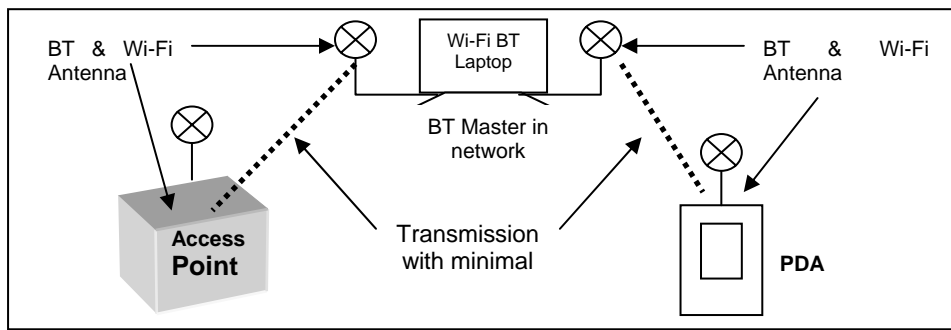 BT & Wi-Fi
Antenna
Wi-Fi BT
Laptop
BT & Wi-Fi
Antenna
BT Master in
network
Access
Point
Transmission
with minimal
PDA